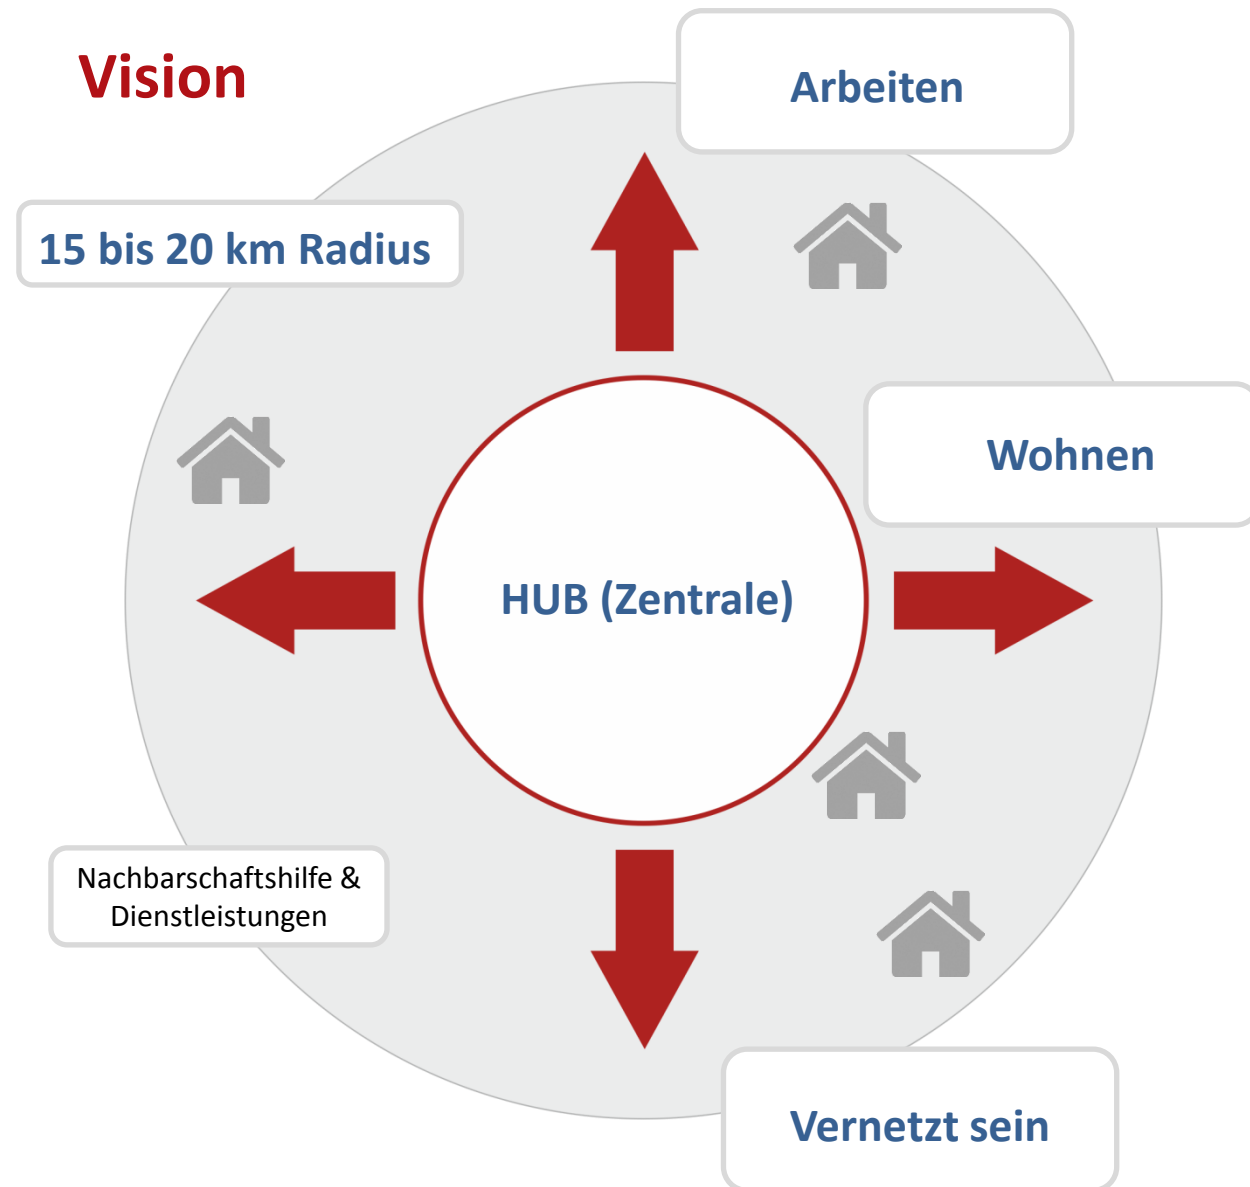 Vision
Arbeiten
15 bis 20 km Radius
Wohnen
HUB (Zentrale)
Nachbarschaftshilfe &
Dienstleistungen
Vernetzt sein